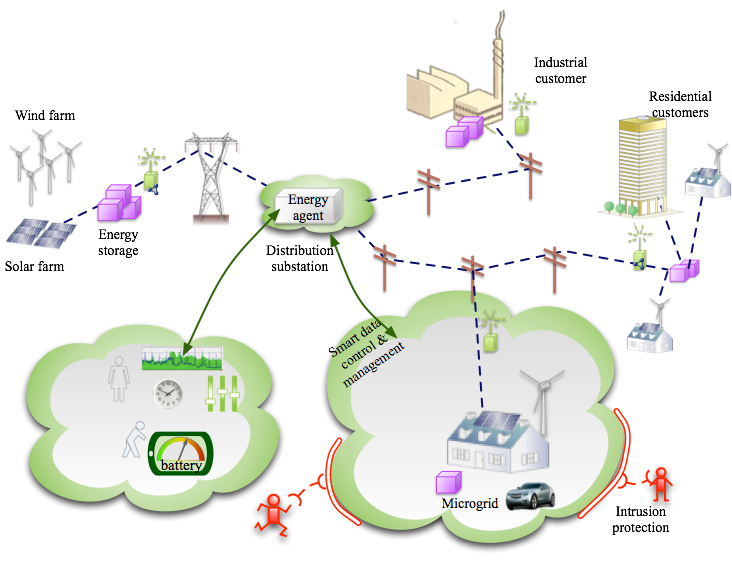 Industrial
customer
Residential
customers
Wind farm
Energy
agent
Energy
storage
Solar farm
Distribution
substation
Smart data
control &
management
battery
Microgrid
Intrusion
protection